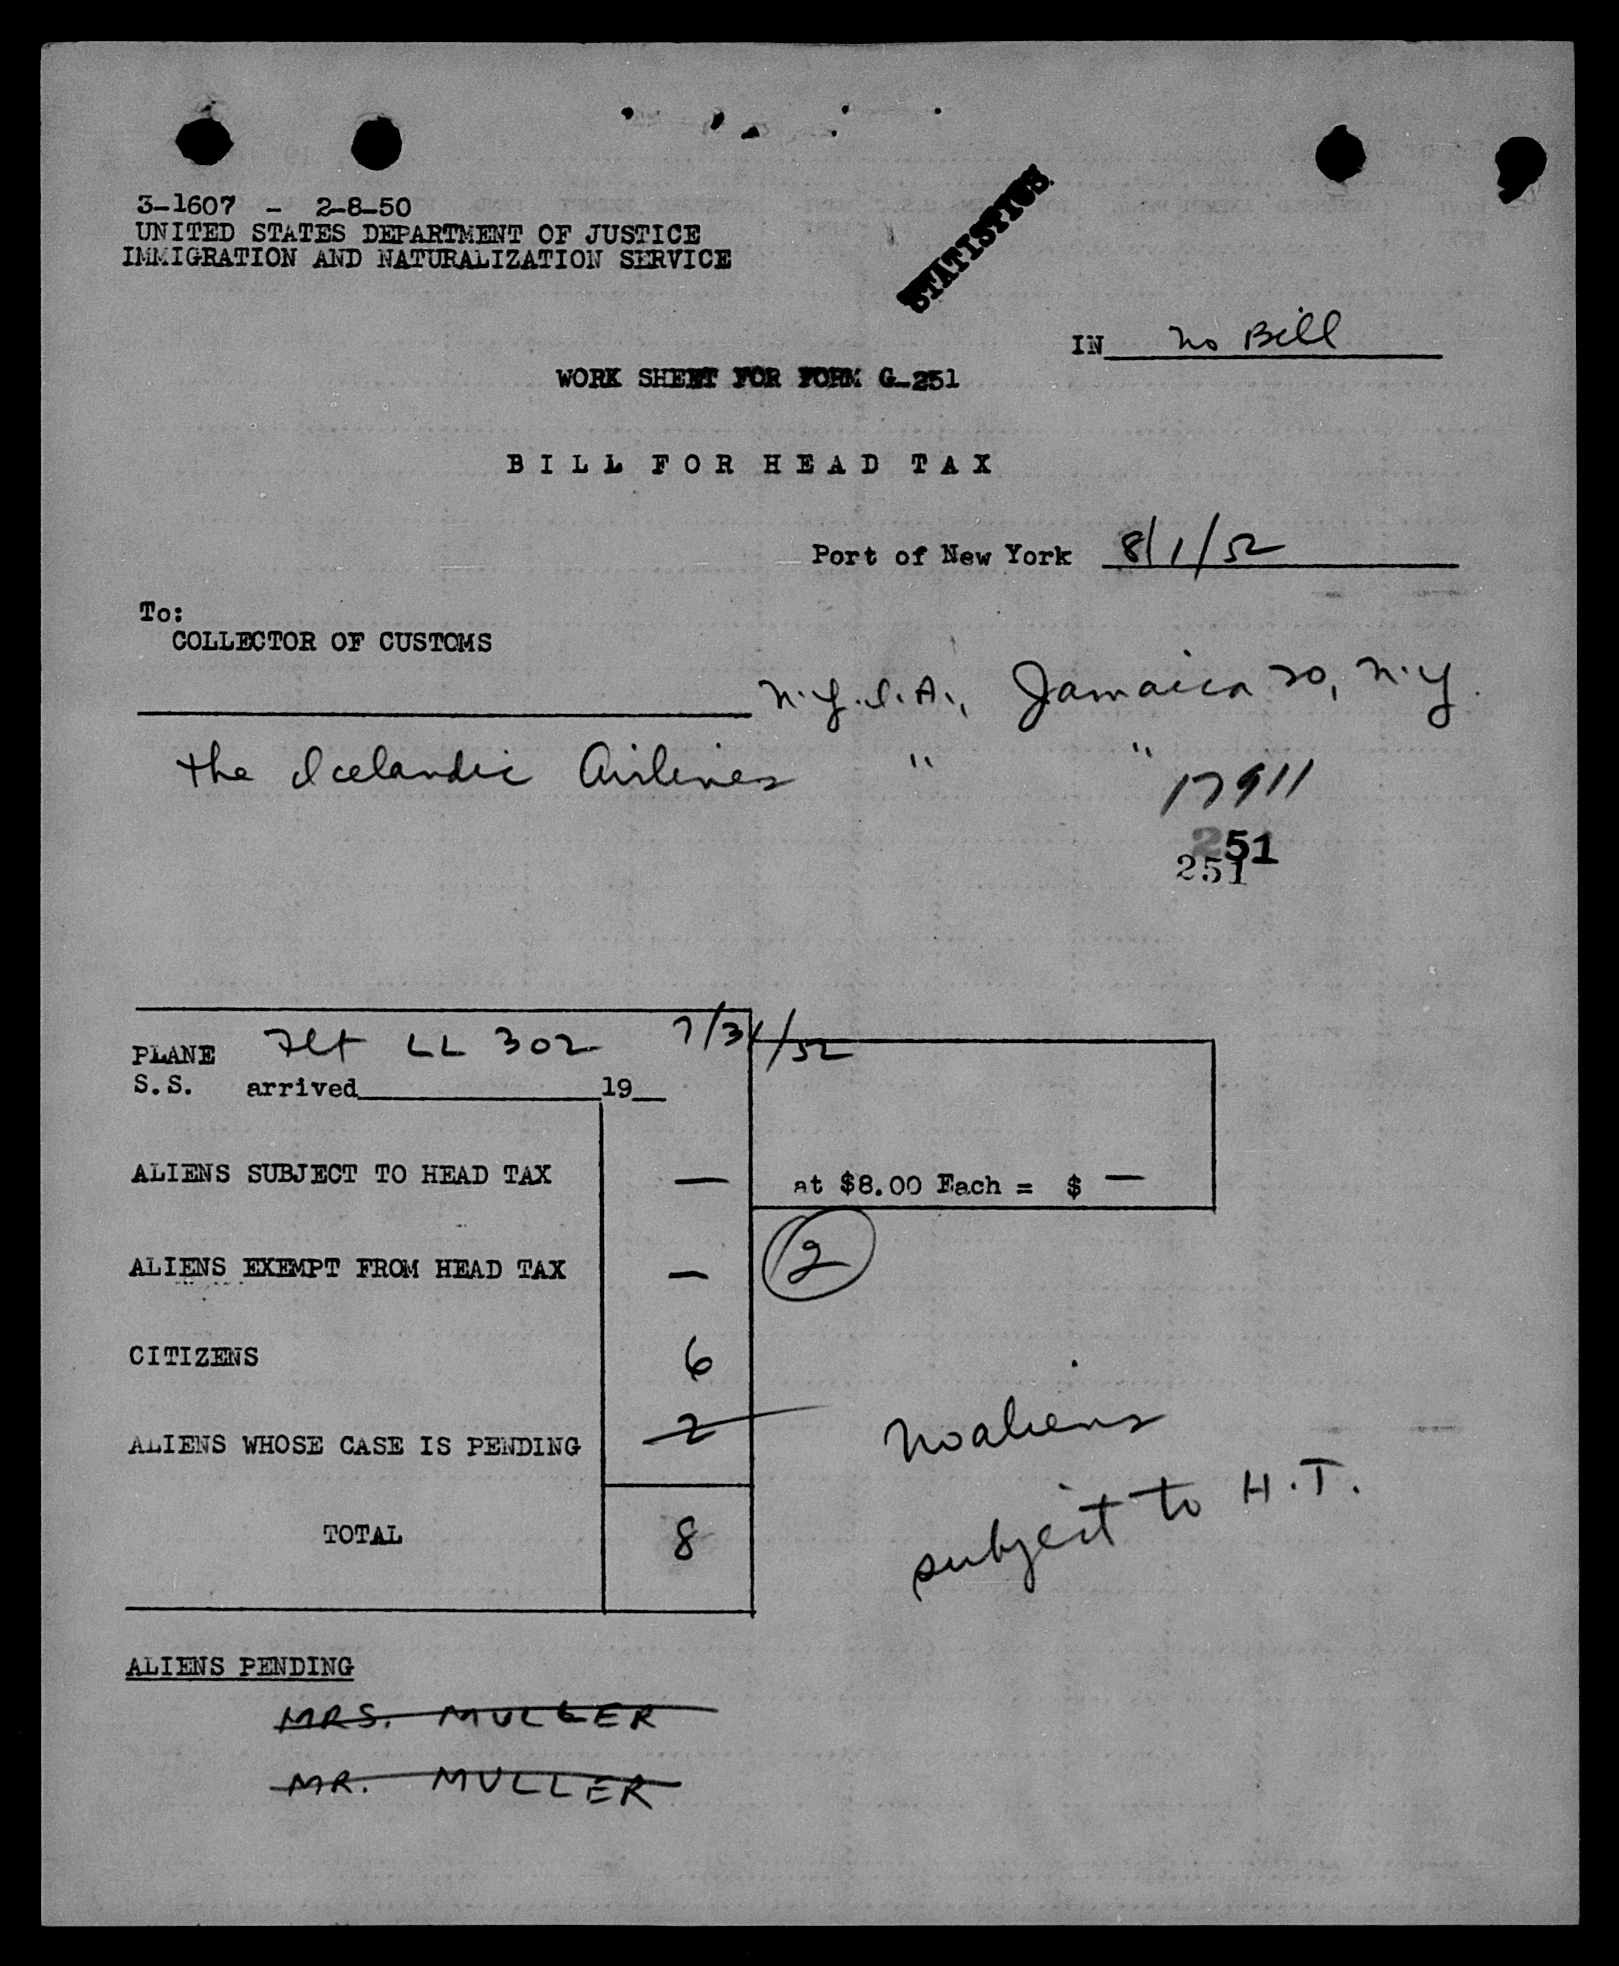 3-1607 - 2-8-50
UNITED STATES DEPARTMENT OF JUSTICE
IMMIGRATION AND NATURALIZATION SERVICE
STATISTICS
IN No Bill
WORK SHEET FOR FORM G-251
BILL FOR HEAD TAX
Port of New York 8/1/52
To:
COLLECTOR OF CUSTOMS
N.Y.I.A., Jamaica 20, N.Y.
The Icelandic Airlines " "
17911
251
251
PLANE Flt LL 302 7/31/52
S.S. arrived 19
ALIENS SUBJECT TO HEAD TAX — at $8.00 Each = $ —
ALIENS EXEMPT FROM HEAD TAX — 2
CITIZENS 6
ALIENS WHOSE CASE IS PENDING 2
No aliens
subject to H.T.
TOTAL 8
ALIENS PENDING
MRS. MULLER
MR. MULLER